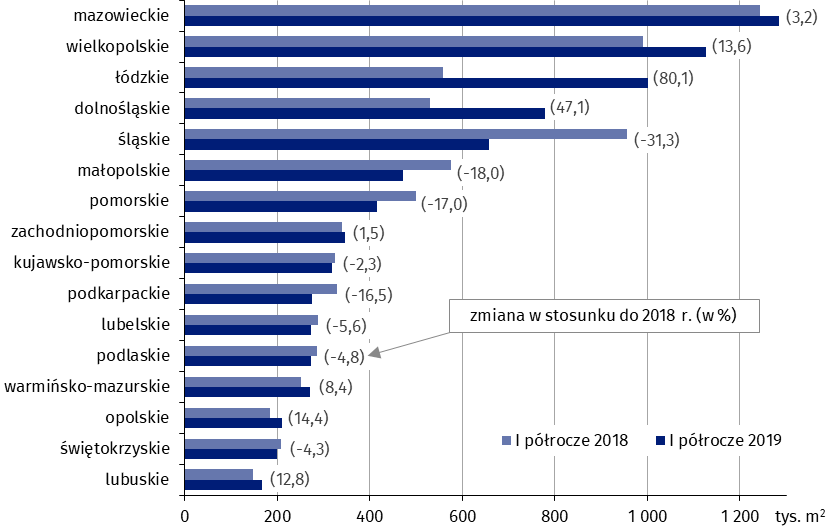 mazowieckie (3,2)
wielkopolskie (13,6)
łódzkie (80,1)
dolnośląskie (47,1)
śląskie (-31,3)
małopolskie (-18,0)
pomorskie (-17,0)
zachodniopomorskie (1,5)
kujawsko-pomorskie (-2,3)
podkarpackie (-16,5)
zmiana w stosunku do 2018 r. (w %)
lubelskie (-5,6)
podlaskie (-4,8)
warmińsko-mazurskie (8,4)
opolskie (14,4)
I półrocze 2018 I półrocze 2019
świętokrzyskie (-4,3)
lubuskie (12,8)
0 200 400 600 800 1 000 1 200 tys. m²